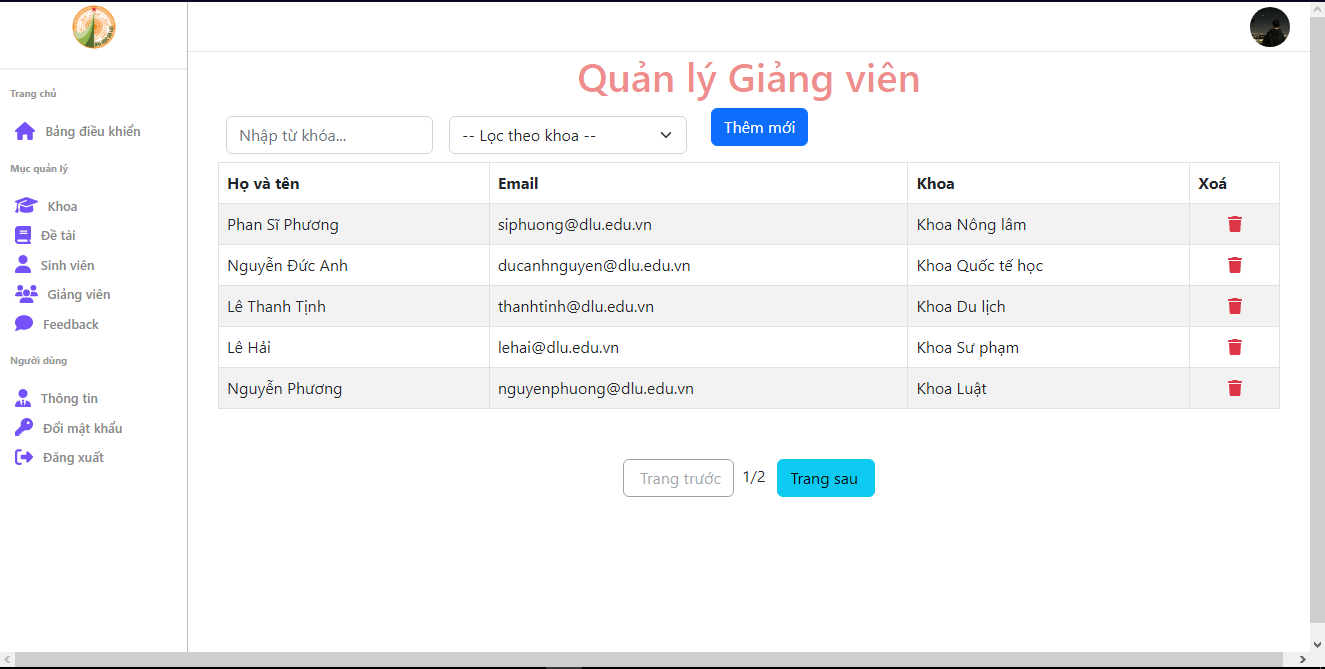 Trang chủ
Bảng điều khiển
Mục quản lý
Khoa
Đề tài
Sinh viên
Giảng viên
Feedback
Người dùng
Thông tin
Đổi mật khẩu
Đăng xuất
Quản lý Giảng viên
Nhập từ khóa... -- Lọc theo khoa -- Thêm mới
Họ và tên Email Khoa Xoá
Phan Sĩ Phương siphuong@dlu.edu.vn Khoa Nông lâm
Nguyễn Đức Anh ducanhnguyen@dlu.edu.vn Khoa Quốc tế học
Lê Thanh Tịnh thanhtinh@dlu.edu.vn Khoa Du lịch
Lê Hải lehai@dlu.edu.vn Khoa Sư phạm
Nguyễn Phương nguyenphuong@dlu.edu.vn Khoa Luật
Trang trước 1/2 Trang sau